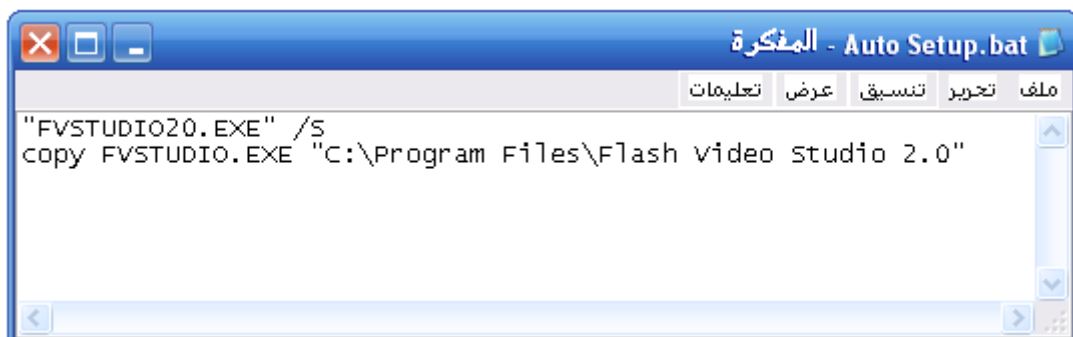 Auto Setup.bat - المفكرة
ملف تحرير تنسيق عرض تعليمات
"FVSTUDIO20.EXE" /S
copy FVSTUDIO.EXE "C:\Program Files\Flash Video Studio 2.0"